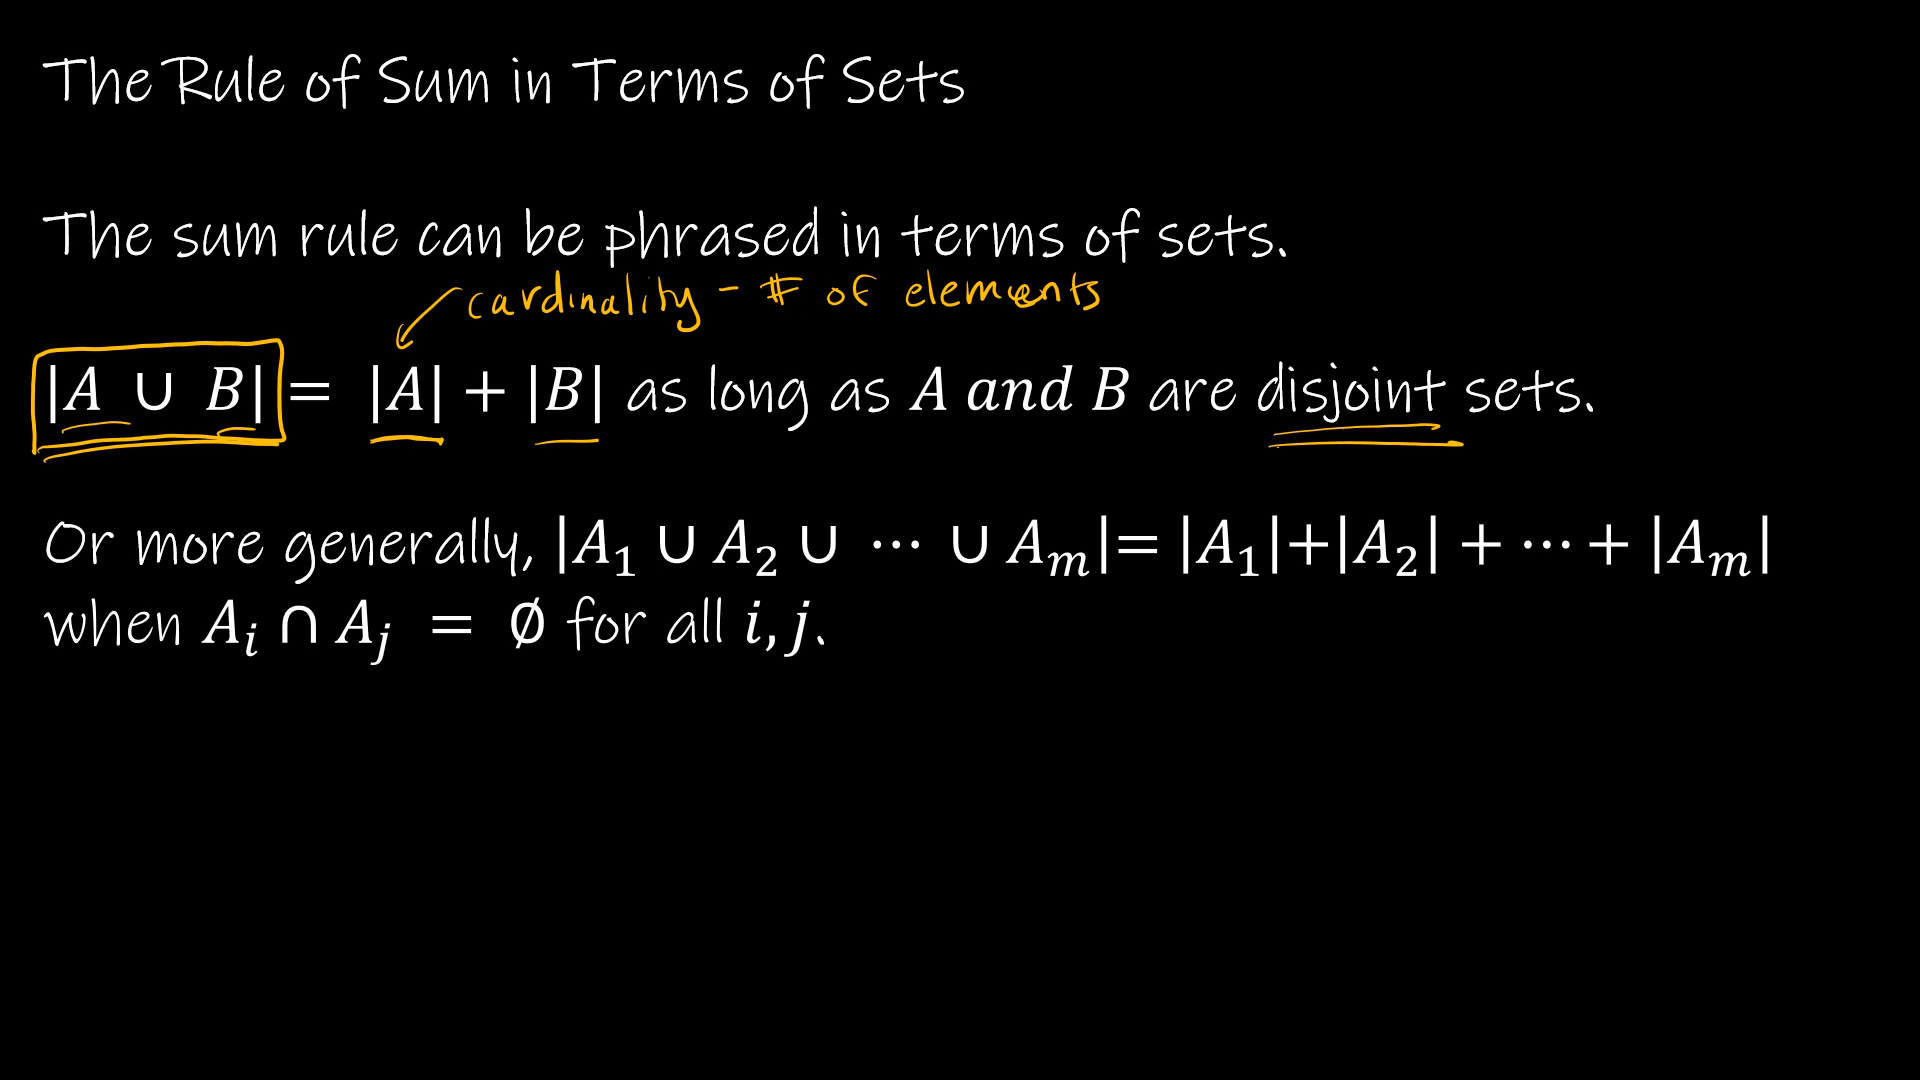 The Rule of Sum in Terms of Sets
The sum rule can be phrased in terms of sets.
cardinality - # of elements
|A ∪ B| = |A| + |B| as long as A and B are disjoint sets.
Or more generally, |A₁ ∪ A₂ ∪ ⋯ ∪ Aₘ|= |A₁|+|A₂| + ⋯ + |Aₘ|
when Aᵢ ∩ Aⱼ = ∅ for all i, j.